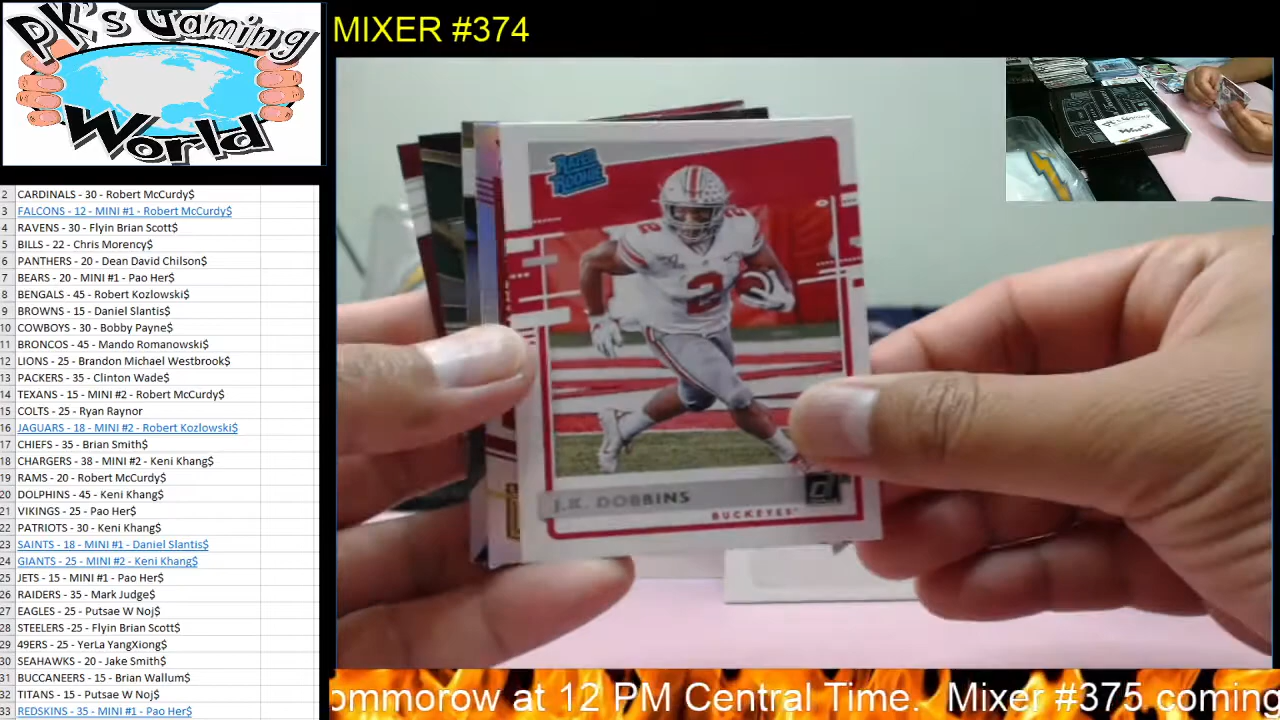 PK's Gaming World
MIXER #374
2 CARDINALS - 30 - Robert McCurdy$
3 FALCONS - 12 - MINI #1 - Robert McCurdy$
4 RAVENS - 30 - Flyin Brian Scott$
5 BILLS - 22 - Chris Morency$
6 PANTHERS - 20 - Dean David Chilson$
7 BEARS - 20 - MINI #1 - Pao Her$
8 BENGALS - 45 - Robert Kozlowski$
9 BROWNS - 15 - Daniel Slantis$
10 COWBOYS - 30 - Bobby Payne$
11 BRONCOS - 45 - Mando Romanowski$
12 LIONS - 25 - Brandon Michael Westbrook$
13 PACKERS - 35 - Clinton Wade$
14 TEXANS - 15 - MINI #2 - Robert McCurdy$
15 COLTS - 25 - Ryan Raynor
16 JAGUARS - 18 - MINI #2 - Robert Kozlowski$
17 CHIEFS - 35 - Brian Smith$
18 CHARGERS - 38 - MINI #2 - Keni Khang$
19 RAMS - 20 - Robert McCurdy$
20 DOLPHINS - 45 - Keni Khang$
21 VIKINGS - 25 - Pao Her$
22 PATRIOTS - 30 - Keni Khang$
23 SAINTS - 18 - MINI #1 - Daniel Slantis$
24 GIANTS - 25 - MINI #2 - Keni Khang$
25 JETS - 15 - MINI #1 - Pao Her$
26 RAIDERS - 35 - Mark Judge$
27 EAGLES - 25 - Putsae W Noj$
28 STEELERS -25 - Flyin Brian Scott$
29 49ERS - 25 - YerLa YangXiong$
30 SEAHAWKS - 20 - Jake Smith$
31 BUCCANEERS - 15 - Brian Wallum$
32 TITANS - 15 - Putsae W Noj$
33 REDSKINS - 35 - MINI #1 - Pao Her$
RATED ROOKIE
2
J.K. DOBBINS
BUCKEYES
ommorow at 12 PM Central Time. Mixer #375 coming